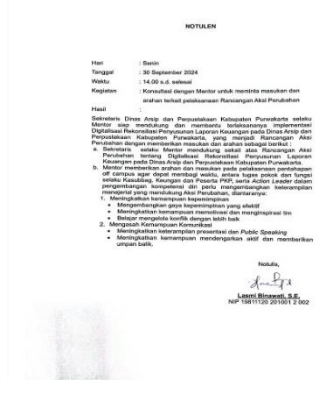 NOTULEN
Hari : Senin
Tanggal : 30 September 2024
Waktu : 14.00 s.d. selesai
Kegiatan : Konsultasi dengan Mentor untuk meminta masukan dan
arahan terkait pelaksanaan Rancangan Aksi Perubahan
Hasil :
Sekretaris Dinas Arsip dan Perpustakaan Kabupaten Purwakarta selaku
Mentor siap mendukung dan membantu terlaksananya implementasi
Digitalisasi Rekonsiliasi Penyusunan Laporan Keuangan pada Dinas Arsip dan
Perpustakaan Kabupaten Purwakarta, yang menjadi Rancangan Aksi
Perubahan dengan memberikan masukan dan arahan sebagai berikut :
a. Sekretaris selaku Mentor mendukung sekali atas Rancangan Aksi
Perubahan tentang Digitalisasi Rekonsiliasi Penyusunan Laporan
Keuangan pada Dinas Arsip dan Perpustakaan Kabupaten Purwakarta.
b. Mentor memberikan arahan dan masukan pada pelaksanaan pentahapan
off campus agar dapat membagi waktu, antara tugas pokok dan fungsi
selaku Kasubbag, Keuangan dan Peserta PKP, serta Action Leader dalam
pengembangan kompetensi diri perlu mengembangkan keterampilan
manajerial yang mendukung Aksi Perubahan, diantaranya:
1. Meningkatkan kemampuan kepemimpinan
• Mengembangkan gaya kepemimpinan yang efektif
• Meningkatkan kemampuan memotivasi dan menginspirasi tim
• Belajar mengelola konflik dengan lebih baik
2. Mengasah Kemampuan Komunikasi
• Meningkatkan keterampilan presentasi dan Public Speaking
• Meningkatkan kemampuan mendengarkan aktif dan memberikan
umpan balik.
Notulis,
Lasmi Binawati, S.E.
NIP 15811120 201001 2 002